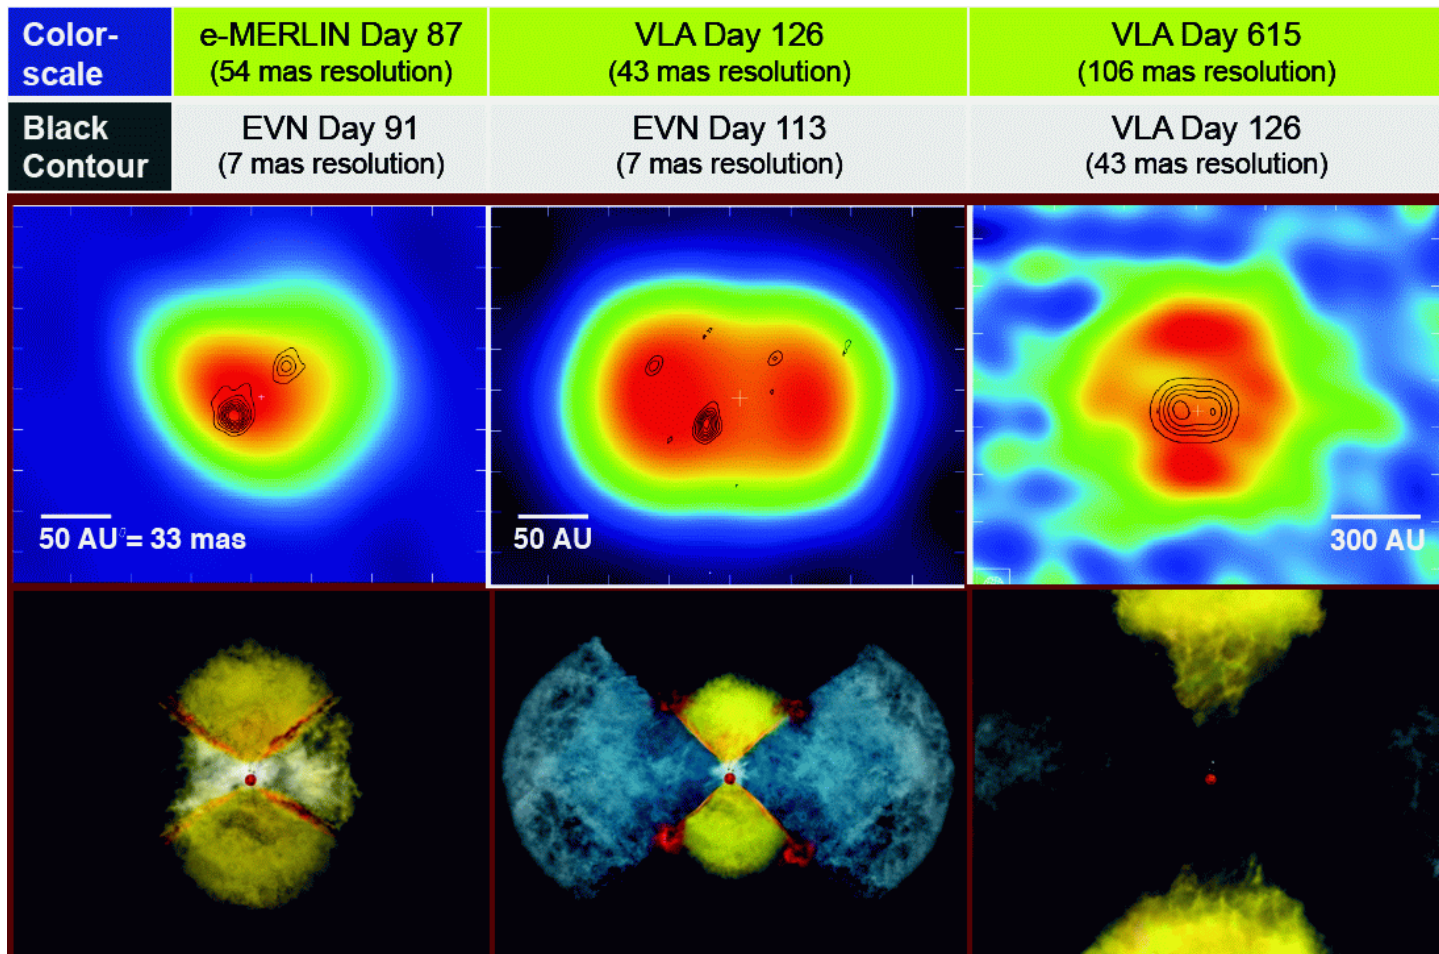 Color-
scale
e-MERLIN Day 87
(54 mas resolution)
VLA Day 126
(43 mas resolution)
VLA Day 615
(106 mas resolution)
Black
Contour
EVN Day 91
(7 mas resolution)
EVN Day 113
(7 mas resolution)
VLA Day 126
(43 mas resolution)
50 AU = 33 mas
50 AU
300 AU